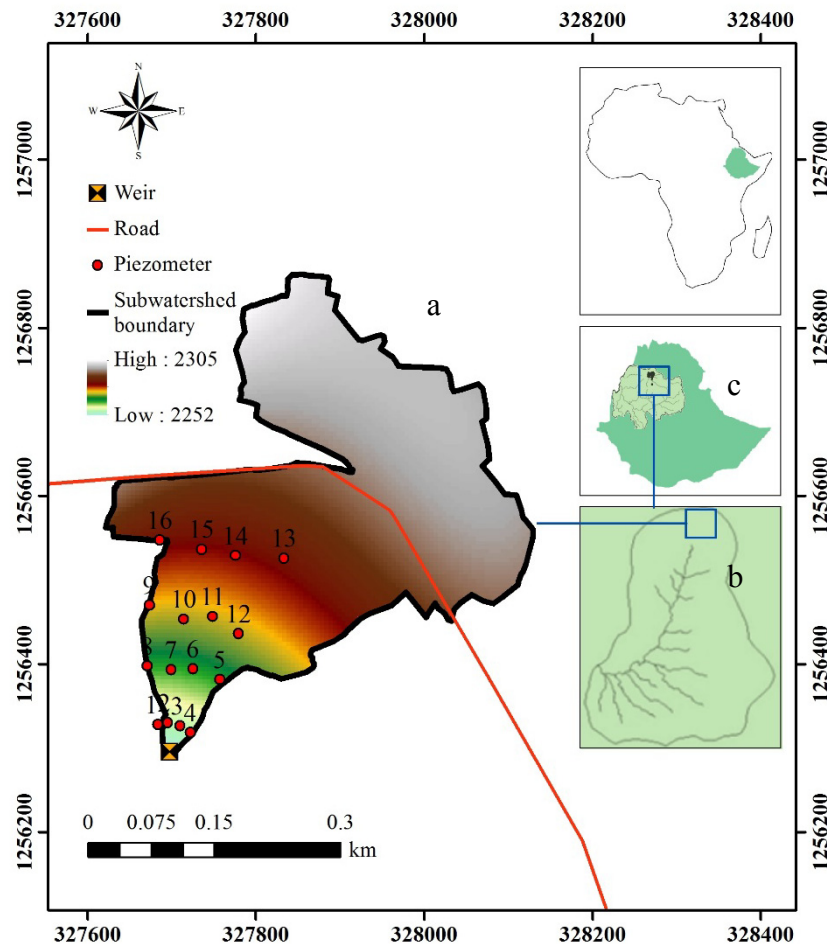 327600 327800 328000 328200 328400
1257000
1256800
1256600
1256400
1256200
N
W E
S
Weir
Road
Piezometer
Subwatershed
boundary
High : 2305
Low : 2252
a
c
b
16 15 14 13
9 10 11 12
8 7 6 5
1 2 3 4
0 0.075 0.15 0.3
km
1257000
1256800
1256600
1256400
1256200
327600 327800 328000 328200 328400